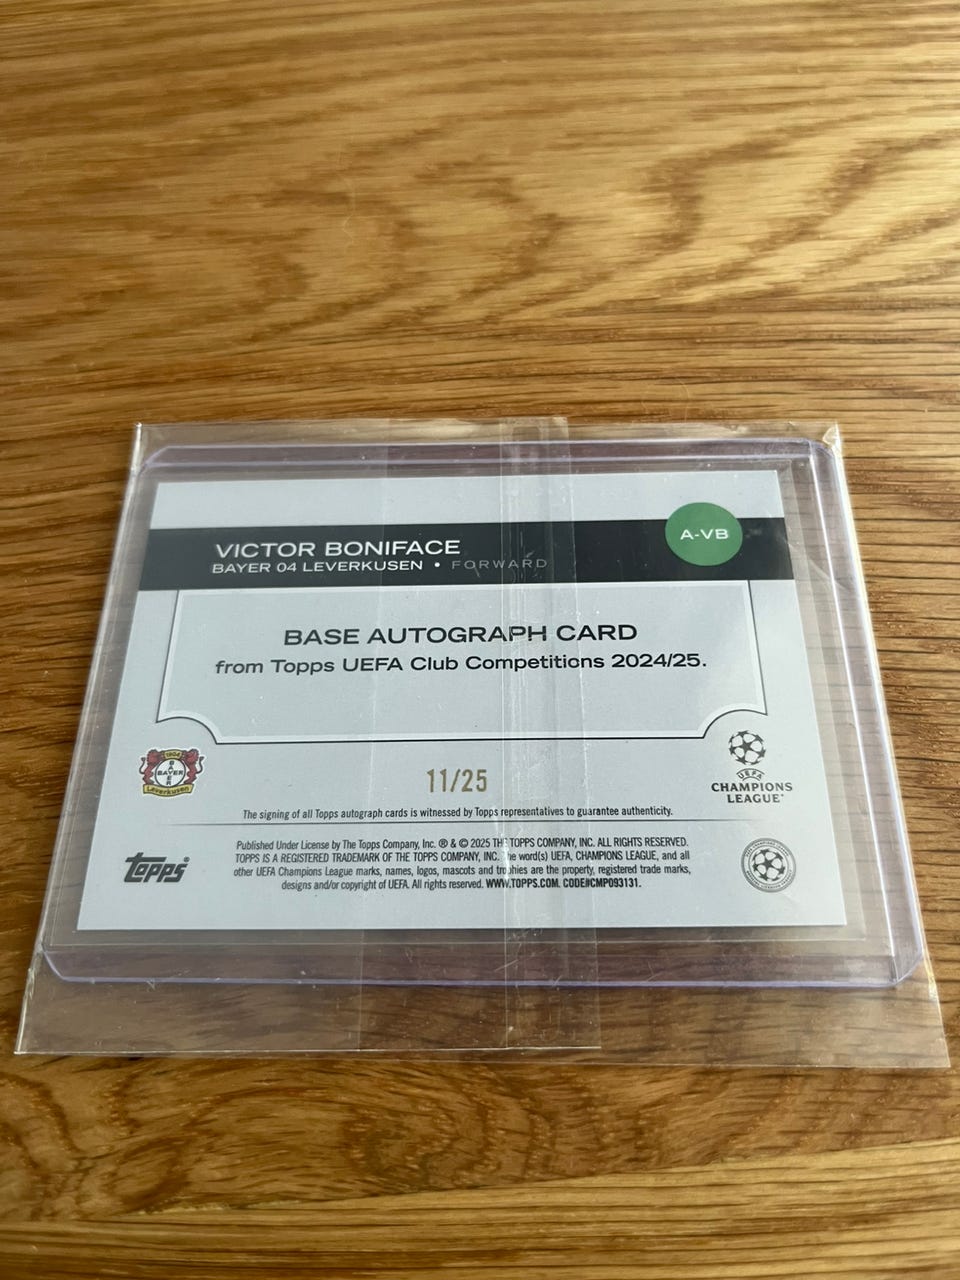 A-VB
VICTOR BONIFACE
BAYER 04 LEVERKUSEN • FORWARD
BASE AUTOGRAPH CARD
from Topps UEFA Club Competitions 2024/25.
1904
BAYER
Leverkusen
11/25
UEFA
CHAMPIONS
LEAGUE
The signing of all Topps autograph cards is witnessed by Topps representatives to guarantee authenticity.
topps
Published Under License by The Topps Company, Inc. ® & © 2025 THE TOPPS COMPANY, INC. ALL RIGHTS RESERVED.
TOPPS IS A REGISTERED TRADEMARK OF THE TOPPS COMPANY, INC. The word(s) UEFA, CHAMPIONS LEAGUE, and all
other UEFA Champions League marks, names, logos, mascots and trophies are the property, registered trade marks,
designs and/or copyright of UEFA. All rights reserved. WWW.TOPPS.COM. CODE#CMP093131.